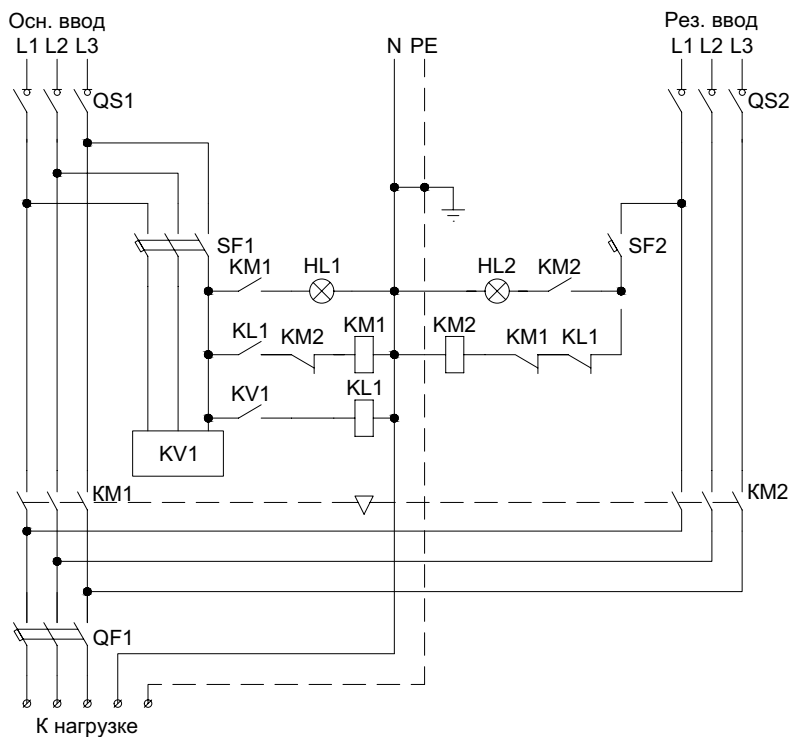 Осн. ввод
Рез. ввод
L1 L2 L3
N PE
L1 L2 L3
QS1
QS2
SF1
SF2
KM1
HL1
HL2
KM2
KL1
KM2
KM1
KM2
KM1
KL1
KV1
KL1
KV1
KM1
KM2
QF1
К нагрузке